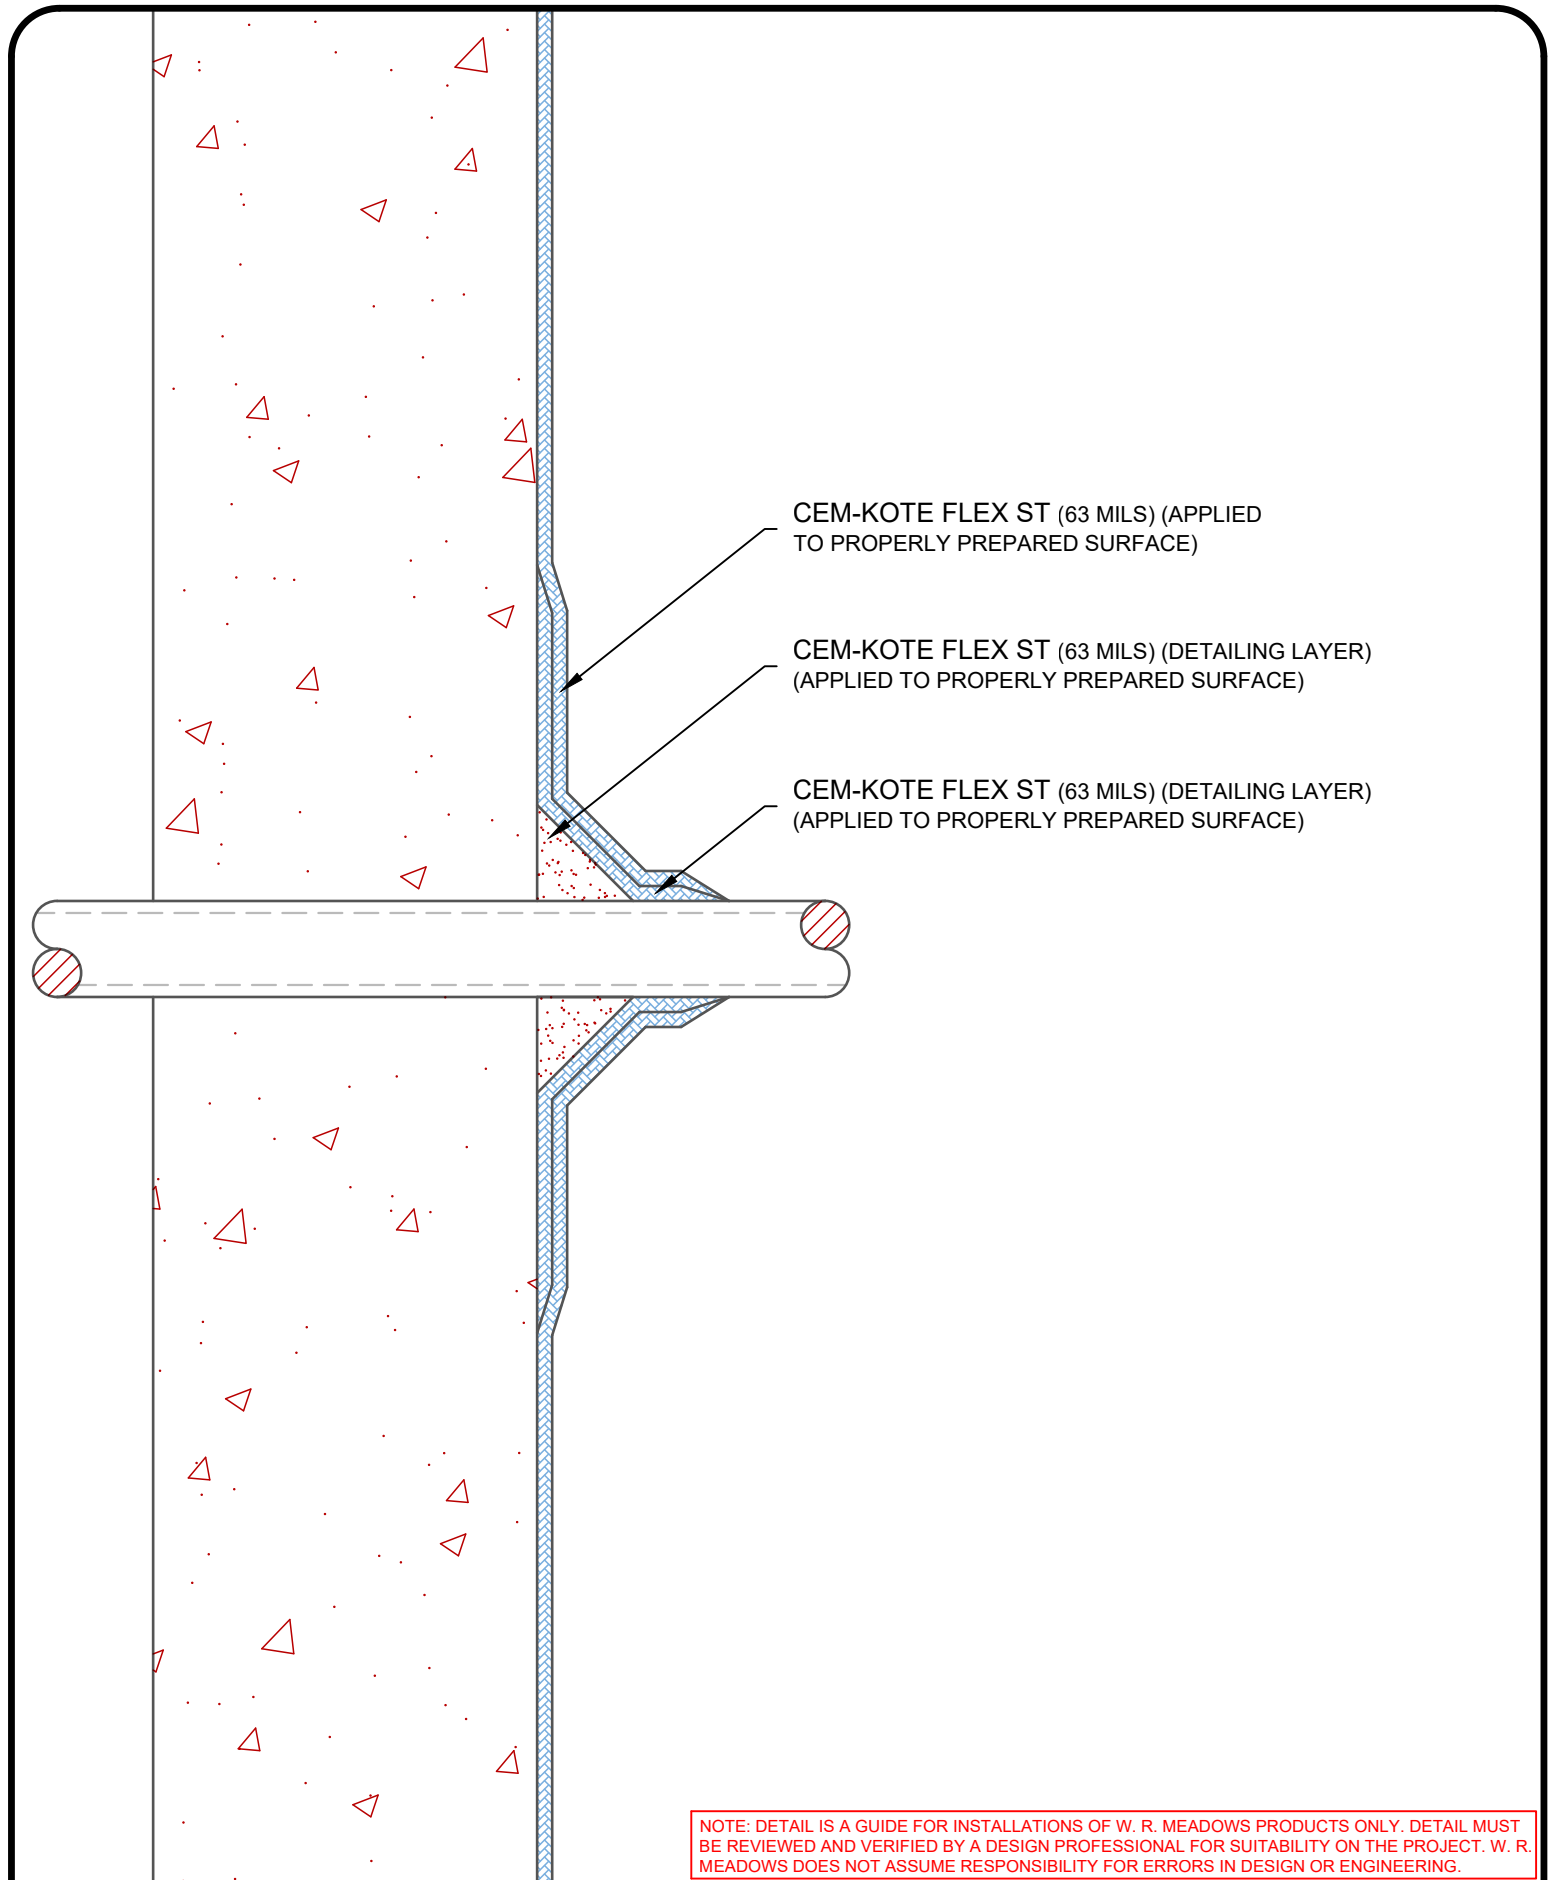 CEM-KOTE FLEX ST (63 MILS) (APPLIED
TO PROPERLY PREPARED SURFACE)
CEM-KOTE FLEX ST (63 MILS) (DETAILING LAYER)
(APPLIED TO PROPERLY PREPARED SURFACE)
CEM-KOTE FLEX ST (63 MILS) (DETAILING LAYER)
(APPLIED TO PROPERLY PREPARED SURFACE)
NOTE: DETAIL IS A GUIDE FOR INSTALLATIONS OF W. R. MEADOWS PRODUCTS ONLY. DETAIL MUST
BE REVIEWED AND VERIFIED BY A DESIGN PROFESSIONAL FOR SUITABILITY ON THE PROJECT. W. R.
MEADOWS DOES NOT ASSUME RESPONSIBILITY FOR ERRORS IN DESIGN OR ENGINEERING.